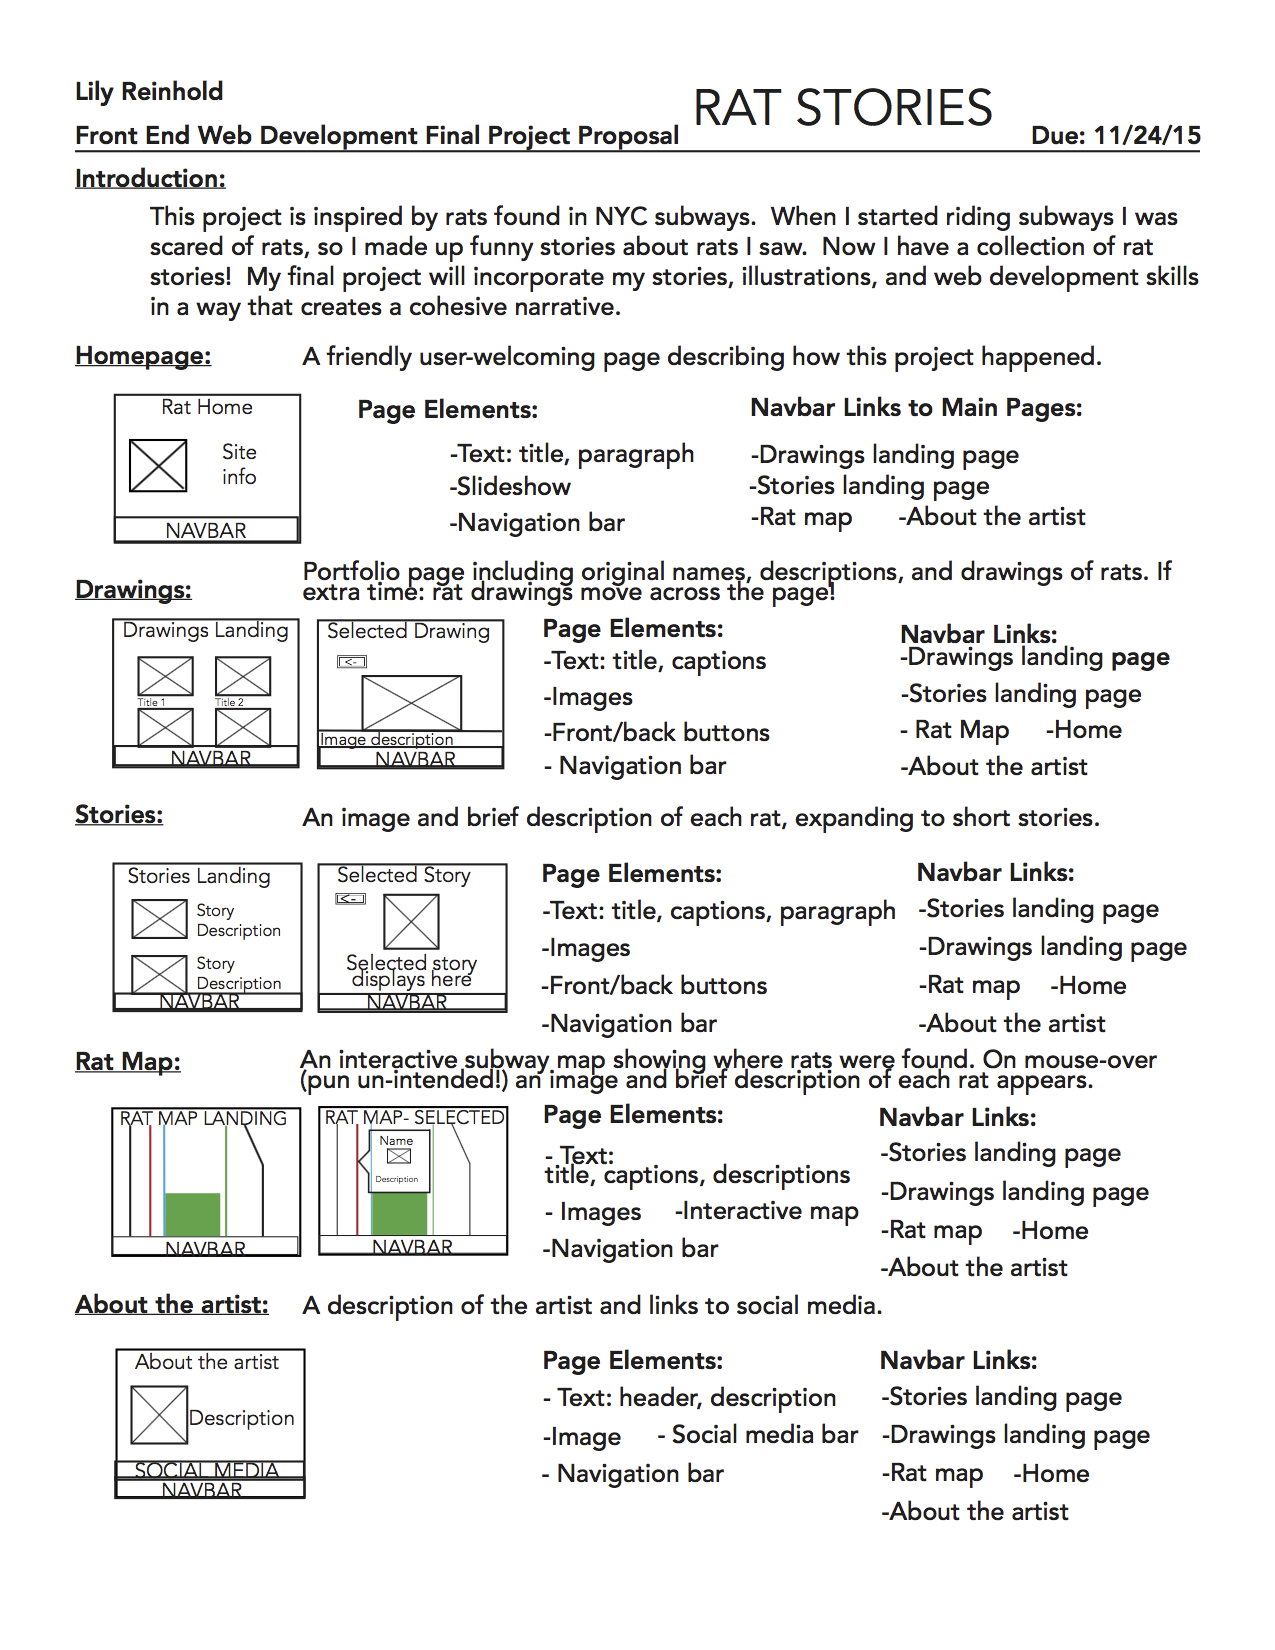 Lily Reinhold
RAT STORIES
Front End Web Development Final Project Proposal
Due: 11/24/15
Introduction:
This project is inspired by rats found in NYC subways.  When I started riding subways I was
scared of rats, so I made up funny stories about rats I saw.  Now I have a collection of rat
stories!  My final project will incorporate my stories, illustrations, and web development skills
in a way that creates a cohesive narrative.
Homepage:
A friendly user-welcoming page describing how this project happened.
Rat Home
Site
info
NAVBAR
Page Elements:
-Text: title, paragraph
-Slideshow
-Navigation bar
Navbar Links to Main Pages:
-Drawings landing page
-Stories landing page
-Rat map -About the artist
Drawings:
Portfolio page including original names, descriptions, and drawings of rats. If
extra time: rat drawings move across the page!
Drawings Landing
Title 1
Title 2
NAVBAR
Selected Drawing
<-
Image description
NAVBAR
Page Elements:
-Text: title, captions
-Images
-Front/back buttons
- Navigation bar
Navbar Links:
-Drawings landing page
-Stories landing page
- Rat Map -Home
-About the artist
Stories:
An image and brief description of each rat, expanding to short stories.
Stories Landing
Story
Description
Story
Description
NAVBAR
Selected Story
<-
Selected story
displays here
NAVBAR
Page Elements:
-Text: title, captions, paragraph
-Images
-Front/back buttons
-Navigation bar
Navbar Links:
-Stories landing page
-Drawings landing page
-Rat map -Home
-About the artist
Rat Map:
An interactive subway map showing where rats were found. On mouse-over
(pun un-intended!) an image and brief description of each rat appears.
RAT MAP LANDING
NAVBAR
RAT MAP- SELECTED
Name
Description
NAVBAR
Page Elements:
- Text:
title, captions, descriptions
- Images -Interactive map
-Navigation bar
Navbar Links:
-Stories landing page
-Drawings landing page
-Rat map -Home
-About the artist
About the artist:
A description of the artist and links to social media.
About the artist
Description
SOCIAL MEDIA
NAVBAR
Page Elements:
- Text: header, description
-Image - Social media bar
- Navigation bar
Navbar Links:
-Stories landing page
-Drawings landing page
-Rat map -Home
-About the artist